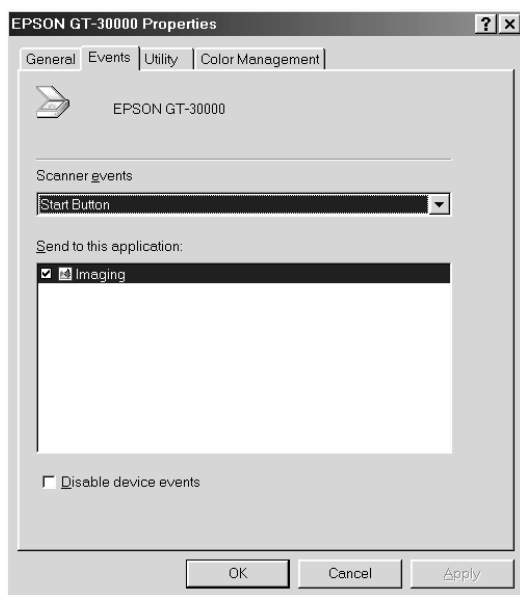 EPSON GT-30000 Properties
General Events Utility Color Management
EPSON GT-30000
Scanner events
Start Button
Send to this application:
Imaging
Disable device events
OK Cancel Apply